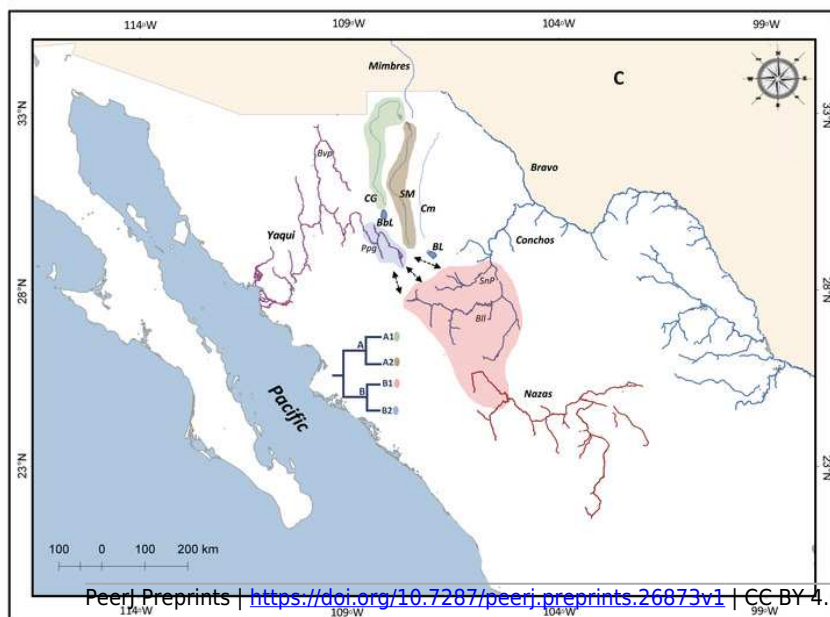 114°W 109°W 104°W 99°W
Mimbres
C
33°N 33°N
Bravo
Bvp
CG SM
Cm
BbL
Yaqui
Conchos
Ppg
BL
SnP
28°N 28°N
Bll
A1
A
A2
B1
B
B2
Nazas
Pacific
23°N 23°N
100 0 100 200 km
PeerJ Preprints | https://doi.org/10.7287/peerj.preprints.26873v1 | CC BY 4.
114°W 109°W 104°W 99°W